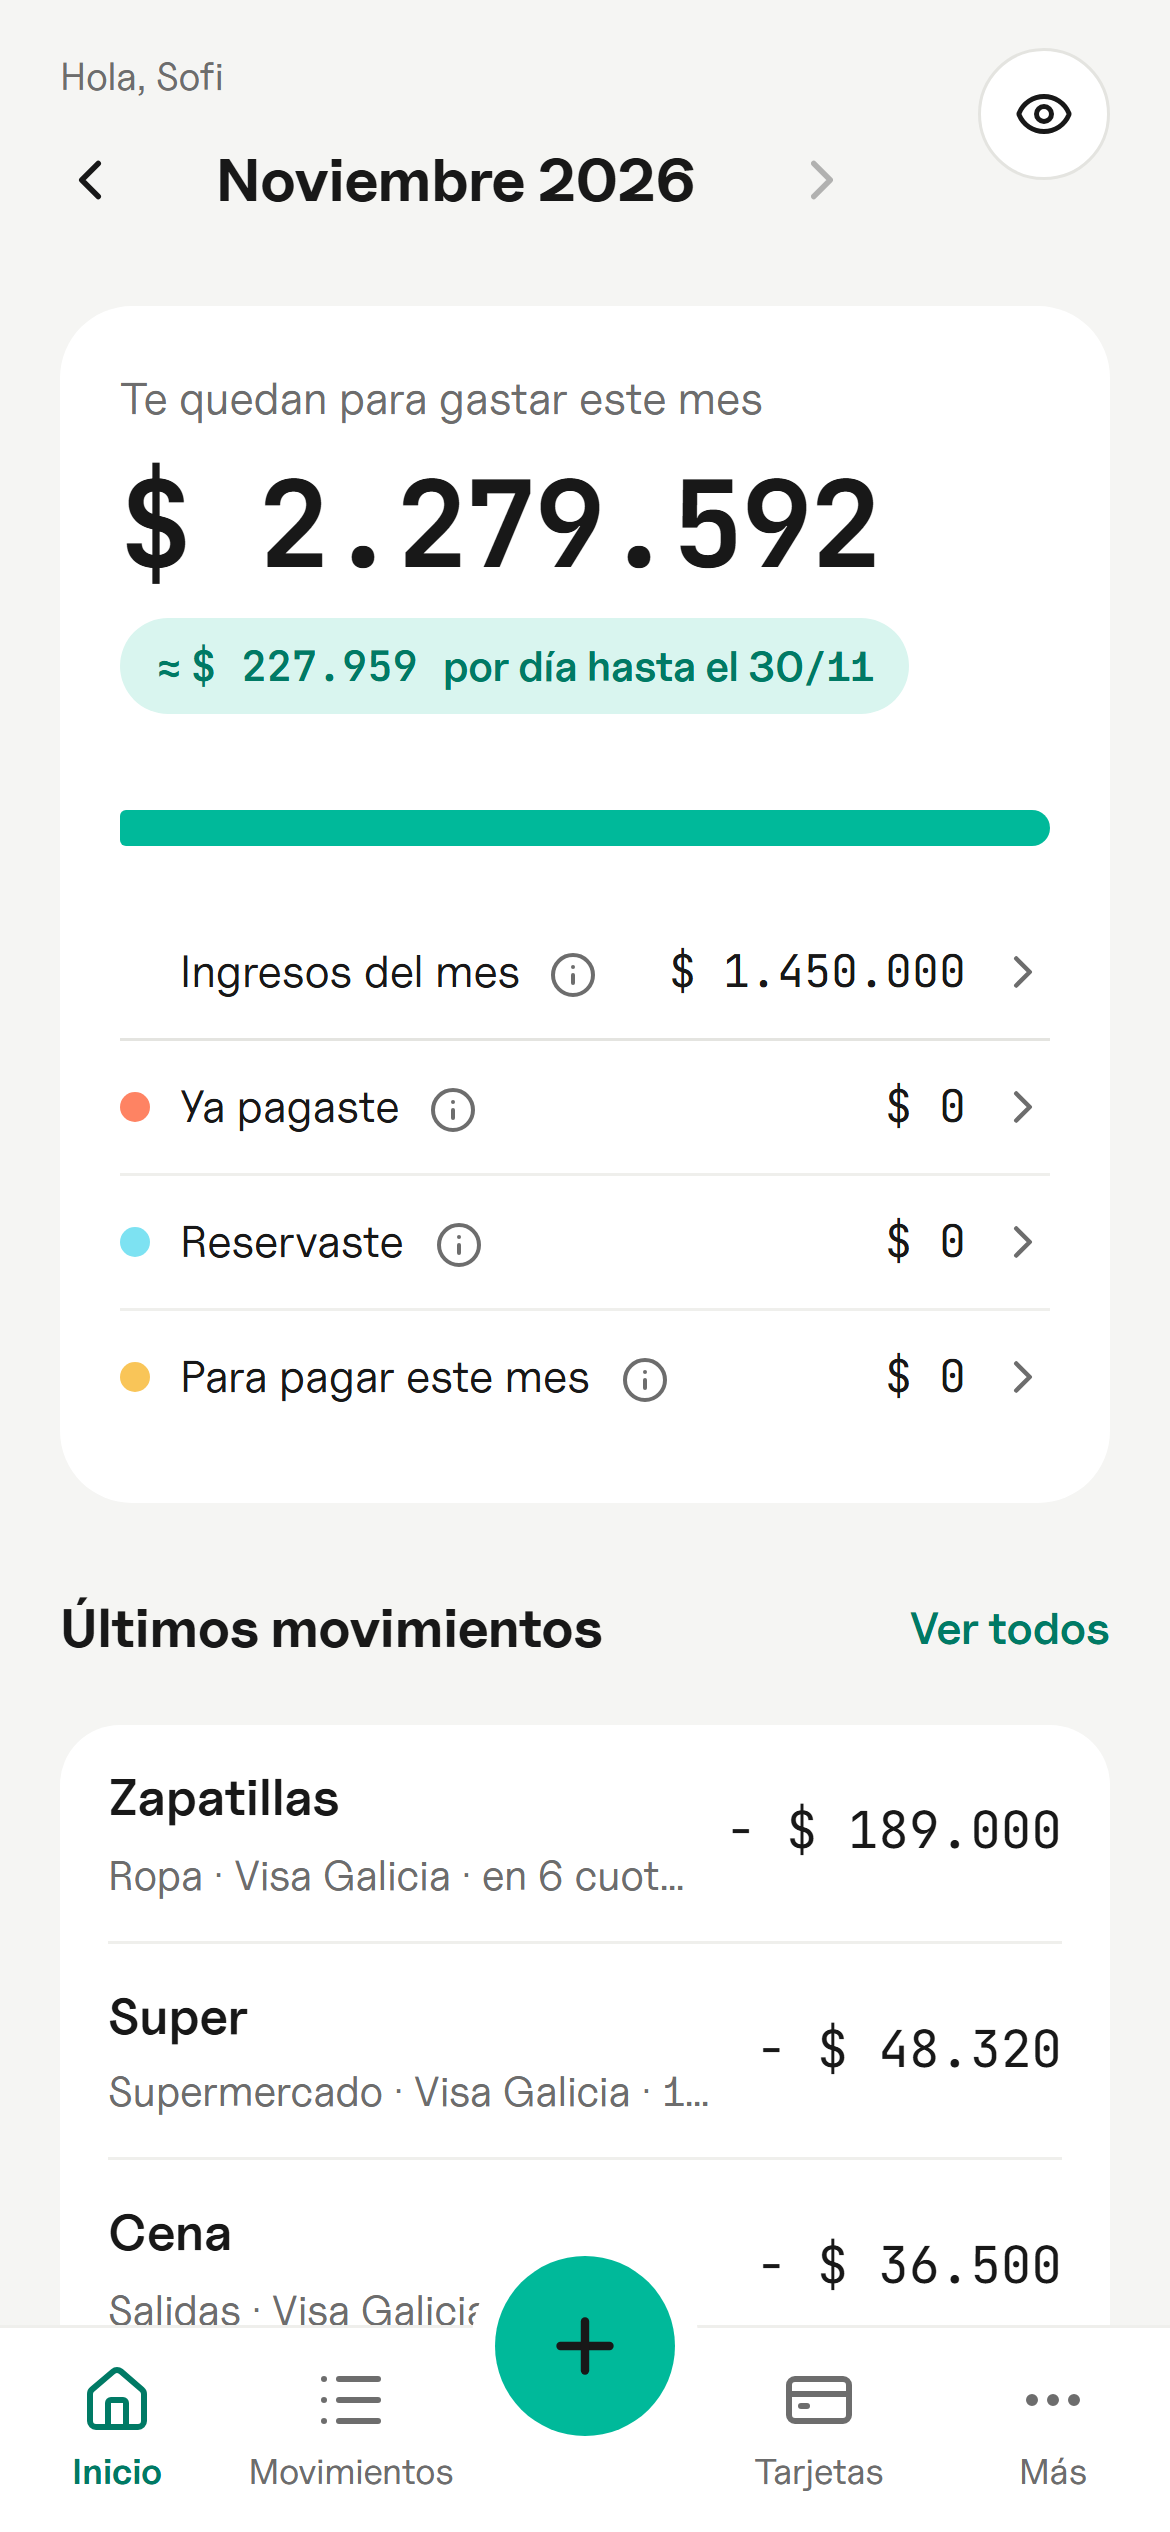 Hola, Sofi
Noviembre 2026
Te quedan para gastar este mes
$ 2.279.592
≈ $ 227.959 por día hasta el 30/11
Ingresos del mes $ 1.450.000
Ya pagaste $ 0
Reservaste $ 0
Para pagar este mes $ 0
Últimos movimientos Ver todos
Zapatillas
- $ 189.000
Ropa · Visa Galicia · en 6 cuot...
Super
- $ 48.320
Supermercado · Visa Galicia · 1...
Cena
- $ 36.500
Salidas · Visa Galicia
Inicio Movimientos Tarjetas Más